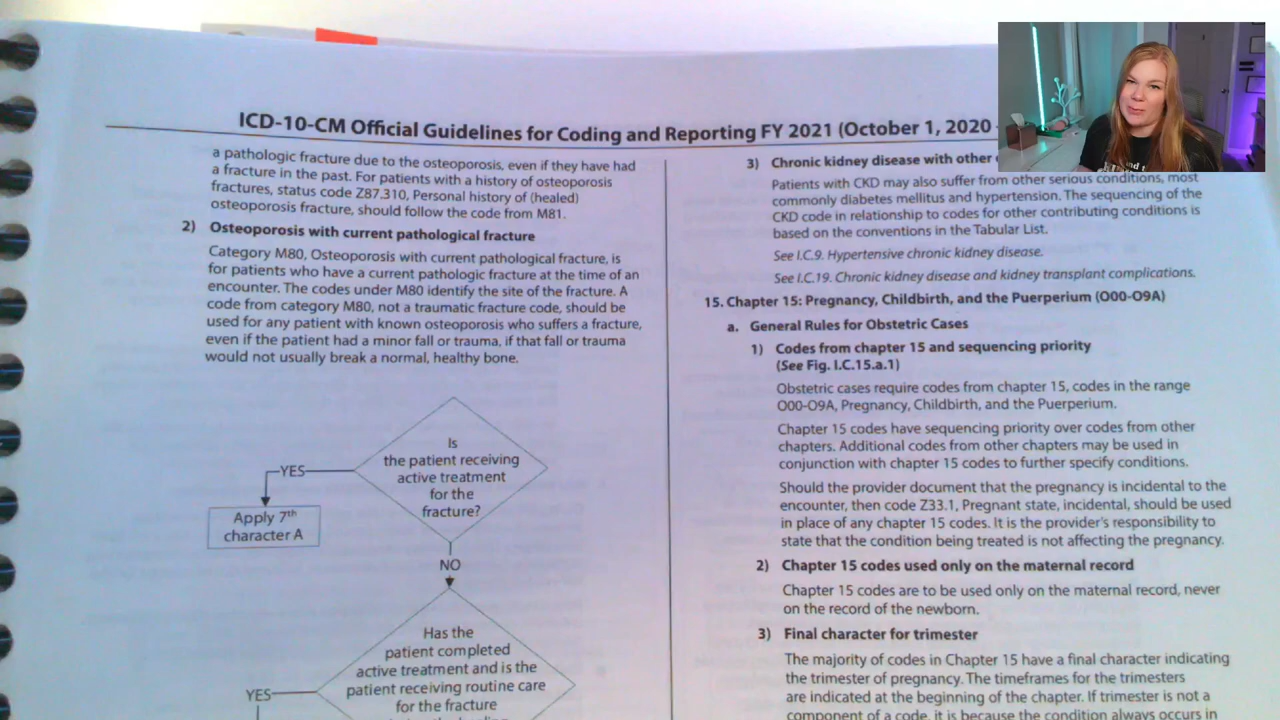 ICD-10-CM Official Guidelines for Coding and Reporting FY 2021 (October 1, 2020
a pathologic fracture due to the osteoporosis, even if they have had
a fracture in the past. For patients with a history of osteoporosis
fractures, status code Z87.310, Personal history of (healed)
osteoporosis fracture, should follow the code from M81.
2) Osteoporosis with current pathological fracture
Category M80, Osteoporosis with current pathological fracture, is
for patients who have a current pathologic fracture at the time of an
encounter. The codes under M80 identify the site of the fracture. A
code from category M80, not a traumatic fracture code, should be
used for any patient with known osteoporosis who suffers a fracture,
even if the patient had a minor fall or trauma, if that fall or trauma
would not usually break a normal, healthy bone.
Is
the patient receiving
active treatment
for the
fracture?
YES
Apply 7th
character A
NO
Has the
patient completed
active treatment and is the
patient receiving routine care
for the fracture
YES
3) Chronic kidney disease with other
Patients with CKD may also suffer from other serious conditions, most
commonly diabetes mellitus and hypertension. The sequencing of the
CKD code in relationship to codes for other contributing conditions is
based on the conventions in the Tabular List.
See I.C.9. Hypertensive chronic kidney disease.
See I.C.19. Chronic kidney disease and kidney transplant complications.
15. Chapter 15: Pregnancy, Childbirth, and the Puerperium (O00-O9A)
a. General Rules for Obstetric Cases
1) Codes from chapter 15 and sequencing priority
(See Fig. I.C.15.a.1)
Obstetric cases require codes from chapter 15, codes in the range
O00-O9A, Pregnancy, Childbirth, and the Puerperium.
Chapter 15 codes have sequencing priority over codes from other
chapters. Additional codes from other chapters may be used in
conjunction with chapter 15 codes to further specify conditions.
Should the provider document that the pregnancy is incidental to the
encounter, then code Z33.1, Pregnant state, incidental, should be used
in place of any chapter 15 codes. It is the provider's responsibility to
state that the condition being treated is not affecting the pregnancy.
2) Chapter 15 codes used only on the maternal record
Chapter 15 codes are to be used only on the maternal record, never
on the record of the newborn.
3) Final character for trimester
The majority of codes in Chapter 15 have a final character indicating
the trimester of pregnancy. The timeframes for the trimesters
are indicated at the beginning of the chapter. If trimester is not a
component of a code, it is because the condition always occurs in